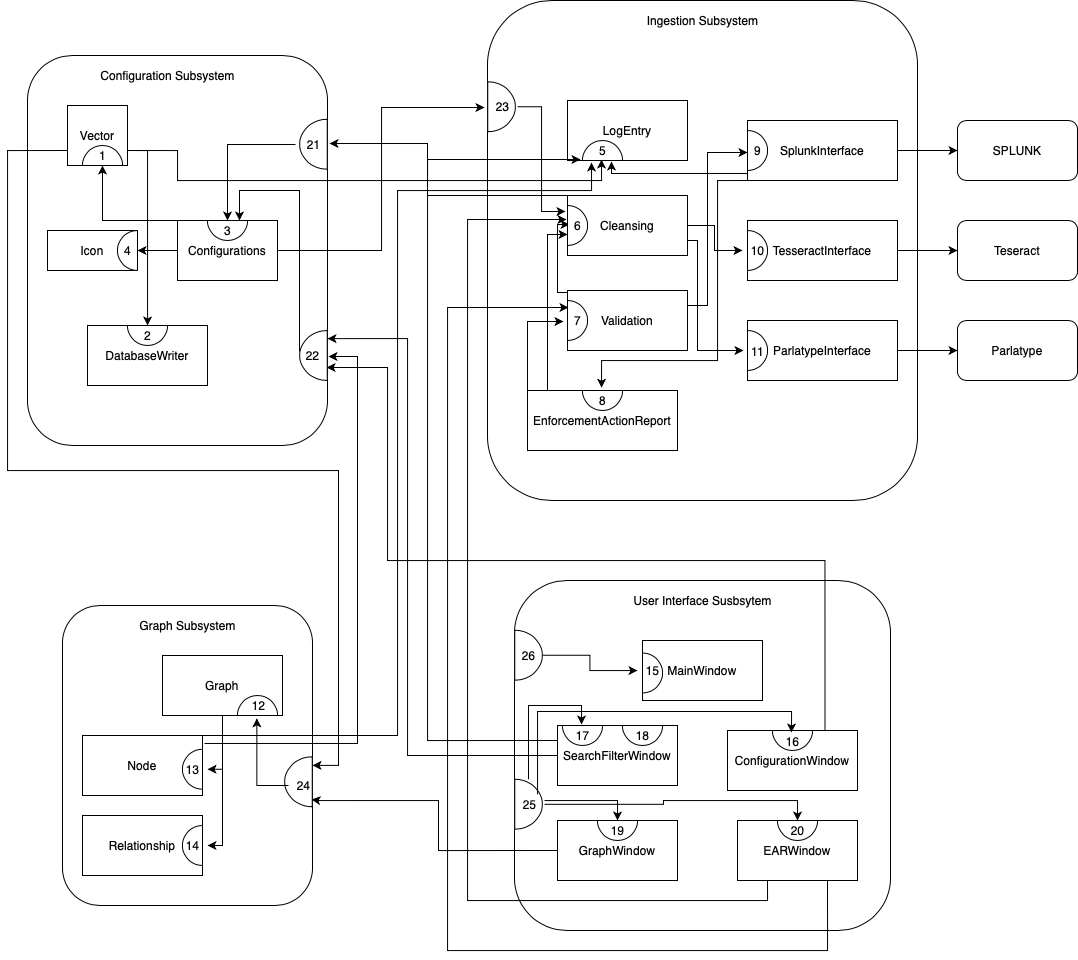 Ingestion Subsystem
Configuration Subsystem
23
Vector
1
21
LogEntry
5
9
SplunkInterface
SPLUNK
3
Configurations
Icon
4
6
Cleansing
10
TesseractInterface
Teseract
2
DatabaseWriter
22
7
Validation
11
ParlatypeInterface
Parlatype
8
EnforcementActionReport
Graph Subsystem
User Interface Susbsytem
Graph
12
26
15
MainWindow
Node
13
17
18
SearchFilterWindow
16
ConfigurationWindow
24
25
Relationship
14
19
GraphWindow
20
EARWindow